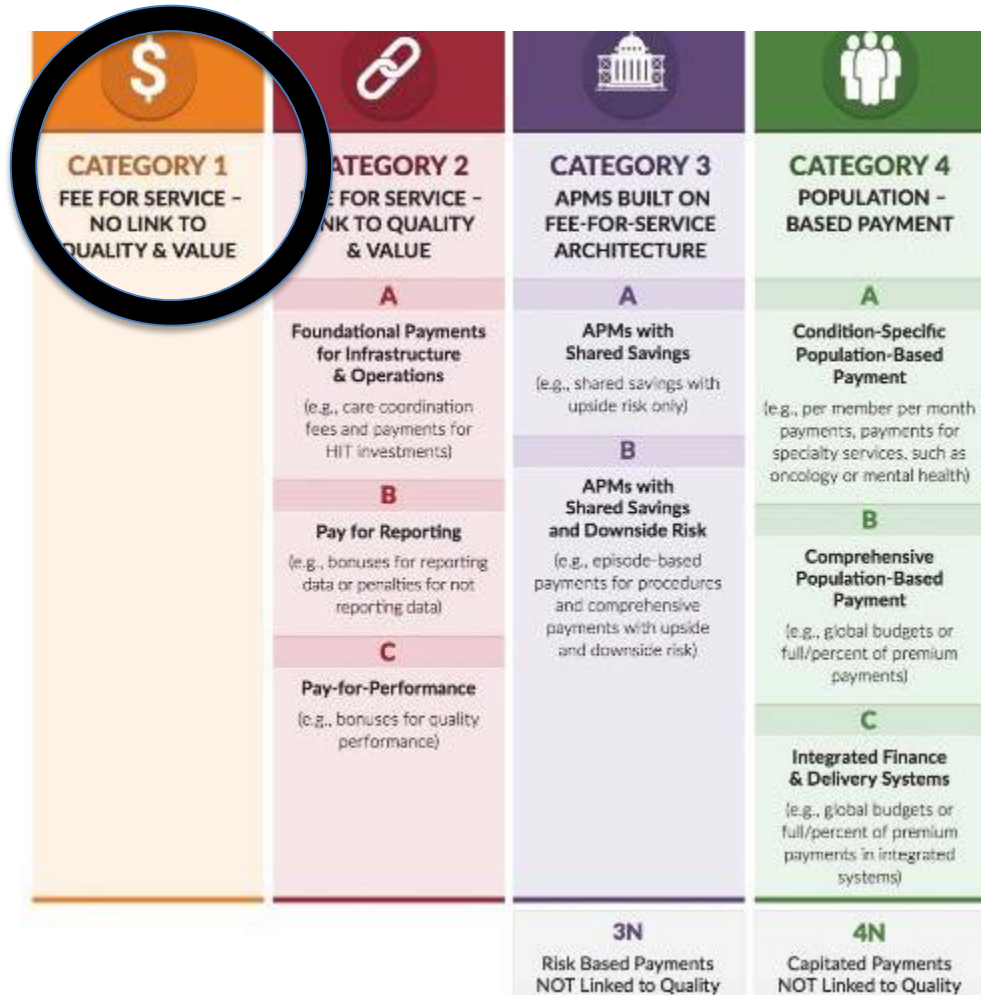 $
CATEGORY 1
FEE FOR SERVICE –
NO LINK TO
QUALITY & VALUE
ATEGORY 2
E FOR SERVICE –
NK TO QUALITY
& VALUE
A
Foundational Payments
for Infrastructure
& Operations
(e.g., care coordination
fees and payments for
HIT investments)
B
Pay for Reporting
(e.g., bonuses for reporting
data or penalties for not
reporting data)
C
Pay-for-Performance
(e.g., bonuses for quality
performance)
CATEGORY 3
APMS BUILT ON
FEE-FOR-SERVICE
ARCHITECTURE
A
APMs with
Shared Savings
(e.g., shared savings with
upside risk only)
B
APMs with
Shared Savings
and Downside Risk
(e.g., episode-based
payments for procedures
and comprehensive
payments with upside
and downside risk)
3N
Risk Based Payments
NOT Linked to Quality
CATEGORY 4
POPULATION –
BASED PAYMENT
A
Condition-Specific
Population-Based
Payment
(e.g., per member per month
payments, payments for
specialty services, such as
oncology or mental health)
B
Comprehensive
Population-Based
Payment
(e.g., global budgets or
full/percent of premium
payments)
C
Integrated Finance
& Delivery Systems
(e.g., global budgets or
full/percent of premium
payments in integrated
systems)
4N
Capitated Payments
NOT Linked to Quality